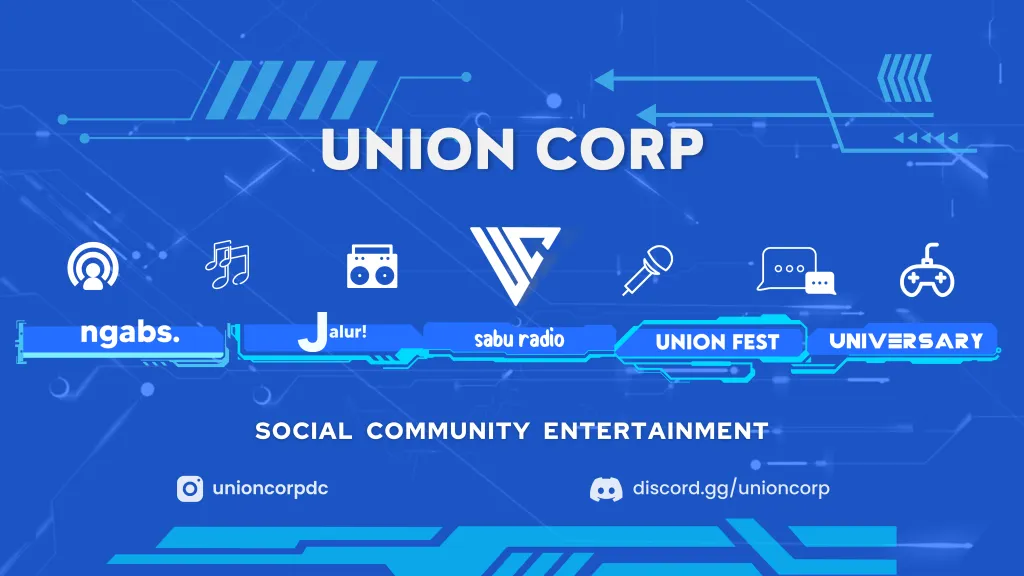 UNION CORP
ngabs. Jalur! sabu radio UNION FEST UNIVERSARY
SOCIAL COMMUNITY ENTERTAINMENT
unioncorpdc discord.gg/unioncorp